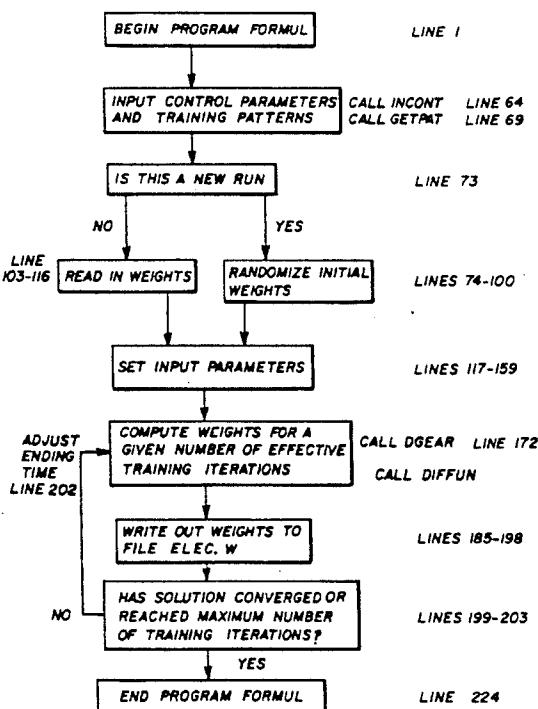 BEGIN PROGRAM FORMUL
LINE 1
INPUT CONTROL PARAMETERS
AND TRAINING PATTERNS
CALL INCONT LINE 64
CALL GETPAT LINE 69
IS THIS A NEW RUN
LINE 73
NO
YES
LINE
103-116
READ IN WEIGHTS
RANDOMIZE INITIAL
WEIGHTS
LINES 74-100
SET INPUT PARAMETERS
LINES 117-159
ADJUST
ENDING
TIME
LINE 202
COMPUTE WEIGHTS FOR A
GIVEN NUMBER OF EFFECTIVE
TRAINING ITERATIONS
CALL DGEAR LINE 172
CALL DIFFUN
WRITE OUT WEIGHTS TO
FILE ELEC. W
LINES 185-198
NO
HAS SOLUTION CONVERGED OR
REACHED MAXIMUM NUMBER
OF TRAINING ITERATIONS?
LINES 199-203
YES
END PROGRAM FORMUL
LINE 224